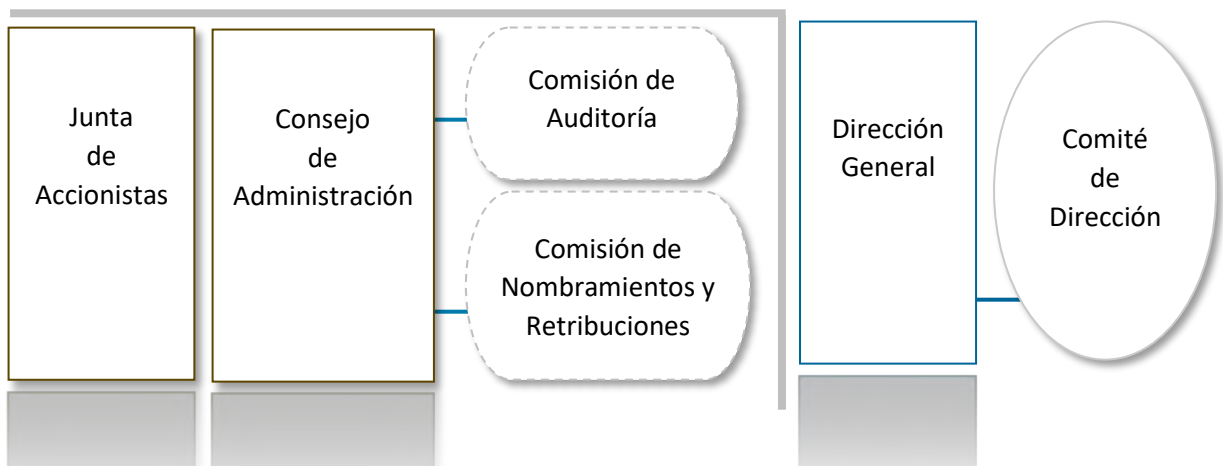 Junta
de
Accionistas
Consejo
de
Administración
Comisión de
Auditoría
Comisión de
Nombramientos y
Retribuciones
Dirección
General
Comité
de
Dirección